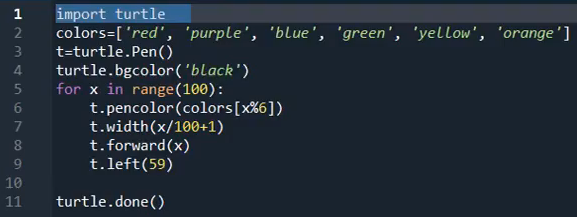 1 import turtle
2 colors=['red', 'purple', 'blue', 'green', 'yellow', 'orange']
3 t=turtle.Pen()
4 turtle.bgcolor('black')
5 for x in range(100):
6     t.pencolor(colors[x%6])
7     t.width(x/100+1)
8     t.forward(x)
9     t.left(59)
10
11 turtle.done()